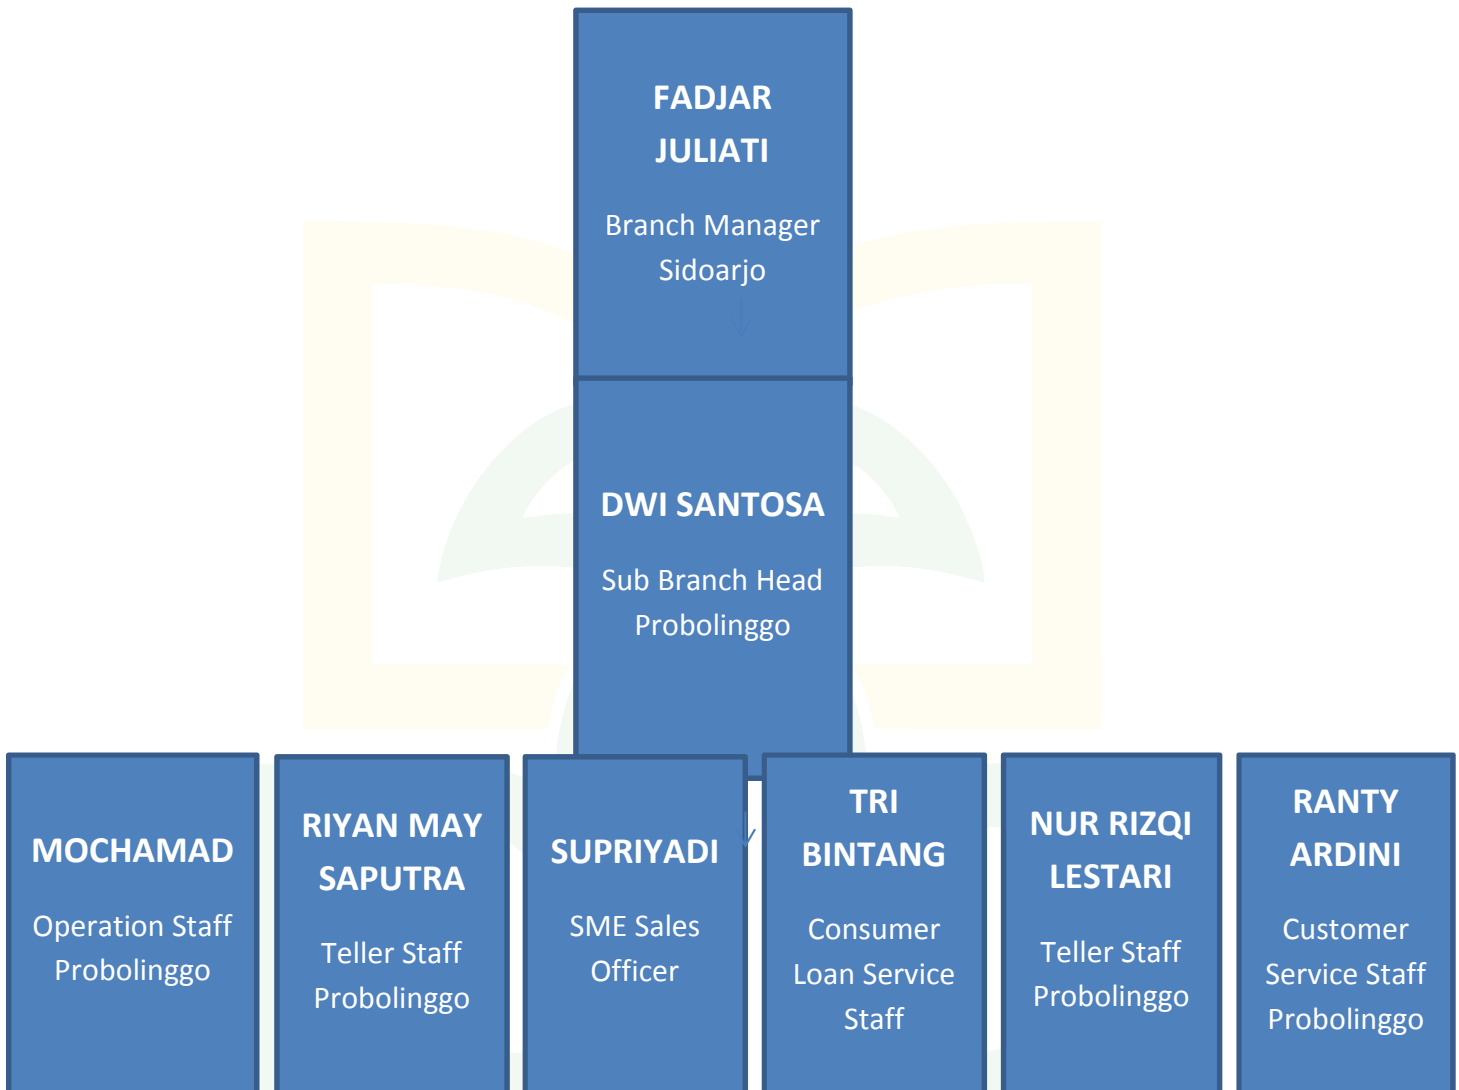 FADJAR
JULIATI
Branch Manager
Sidoarjo
DWI SANTOSA
Sub Branch Head
Probolinggo
MOCHAMAD
Operation Staff
Probolinggo
RIYAN MAY
SAPUTRA
Teller Staff
Probolinggo
SUPRIYADI
SME Sales
Officer
TRI
BINTANG
Consumer
Loan Service
Staff
NUR RIZQI
LESTARI
Teller Staff
Probolinggo
RANTY
ARDINI
Customer
Service Staff
Probolinggo